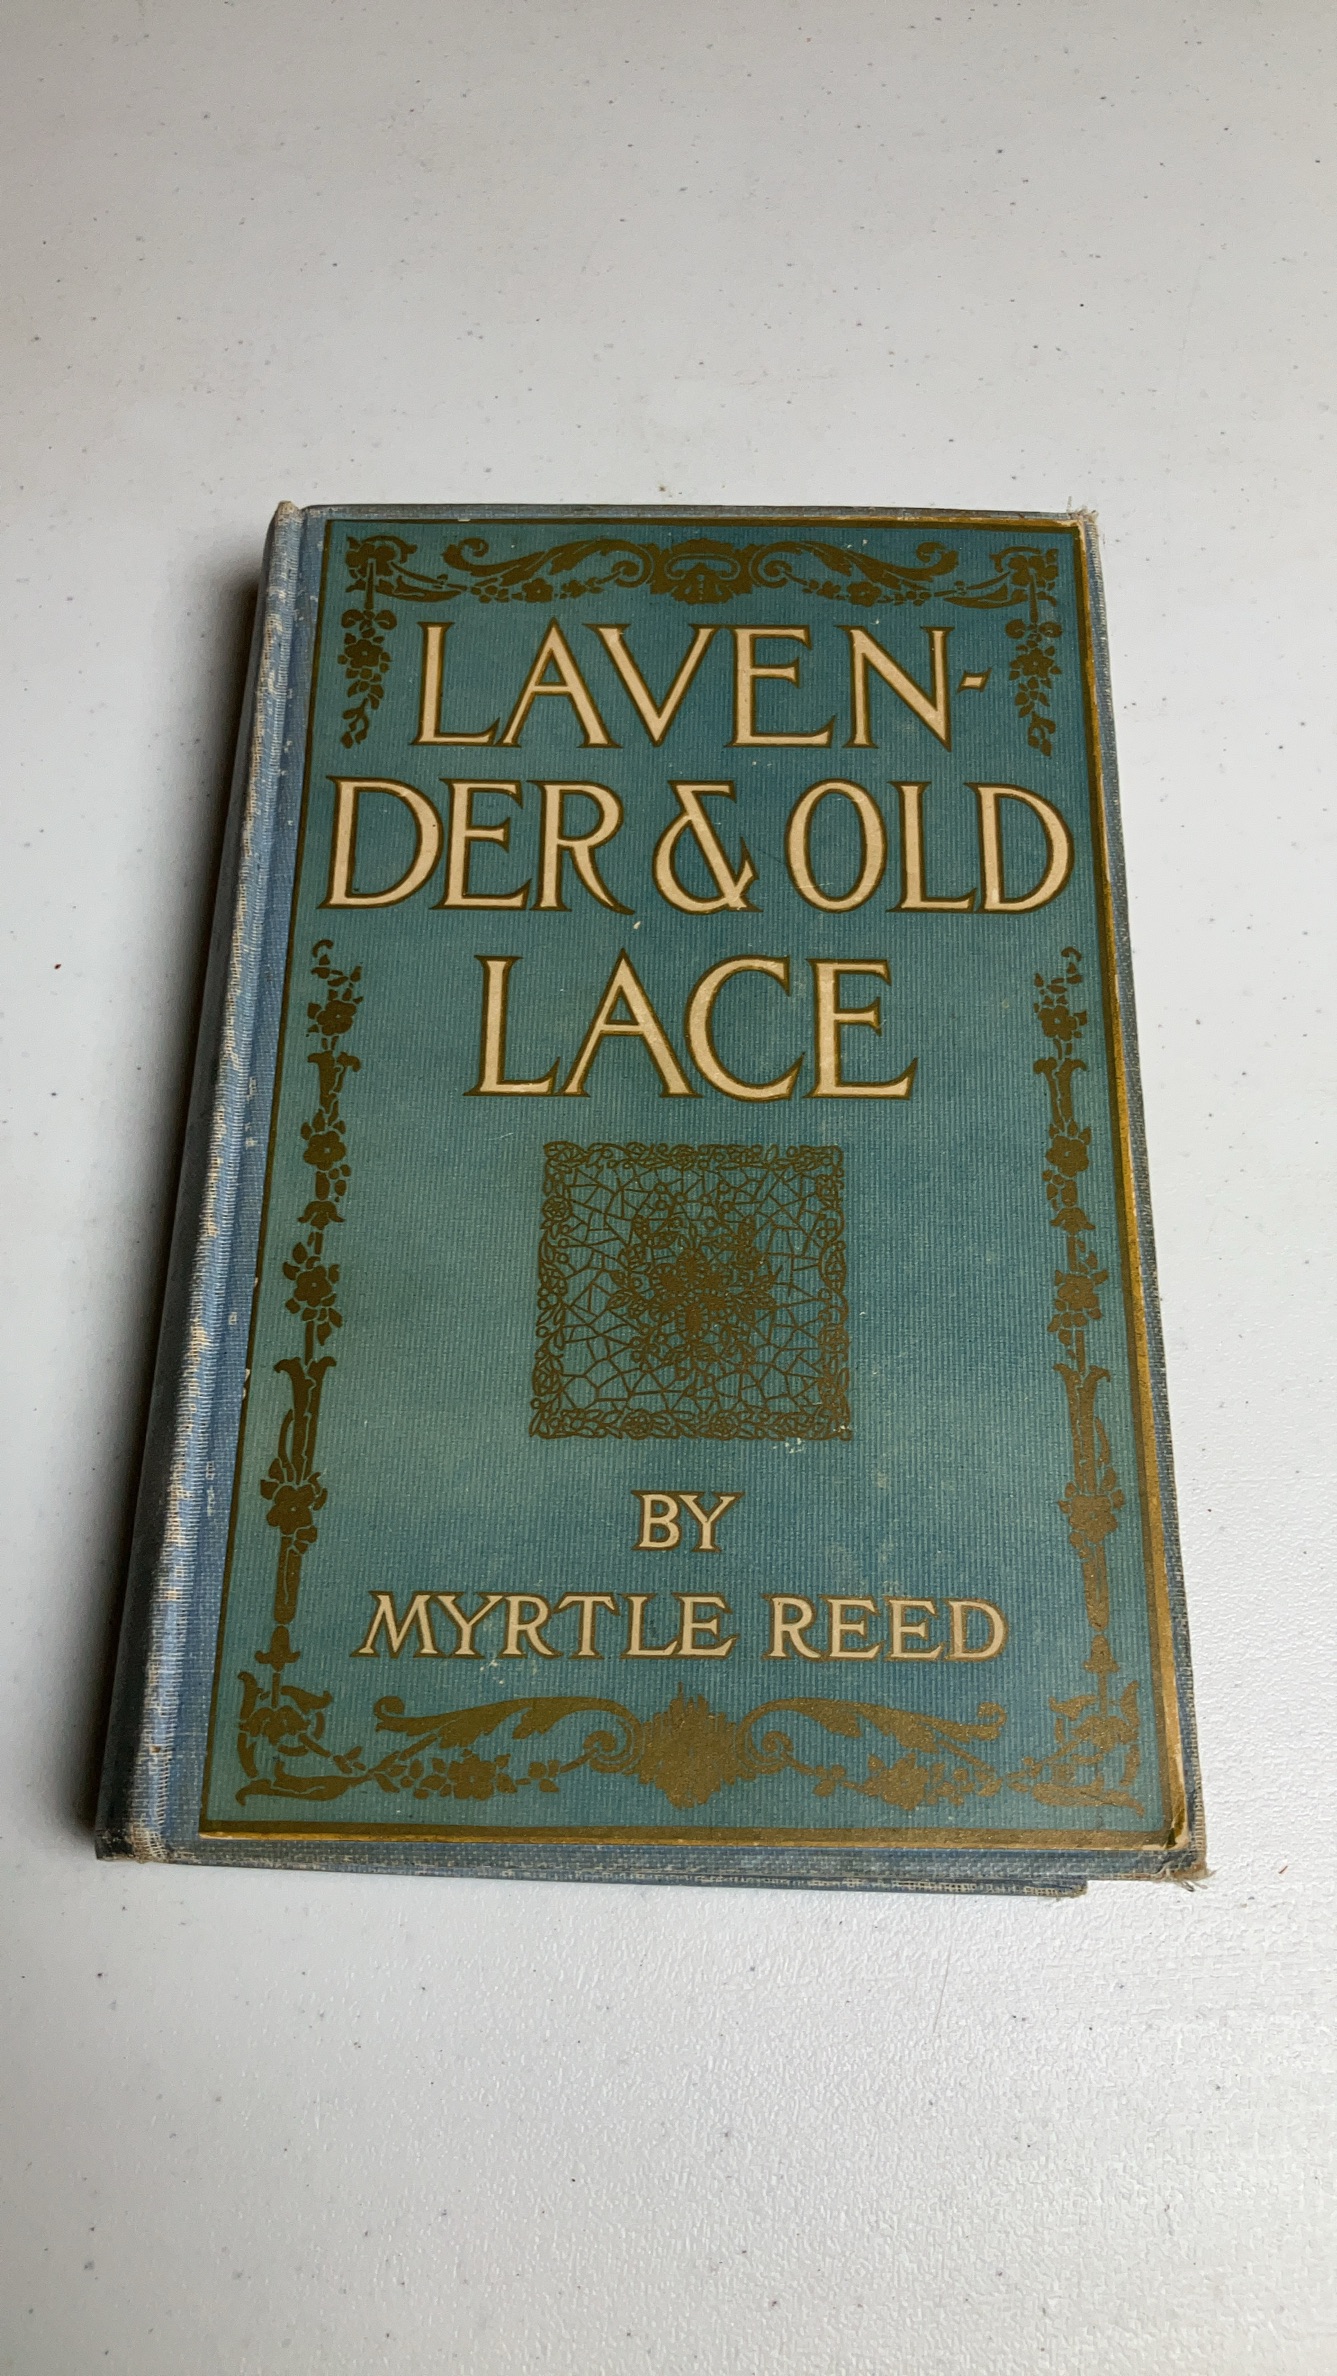 LAVEN-
DER & OLD
LACE
BY
MYRTLE REED